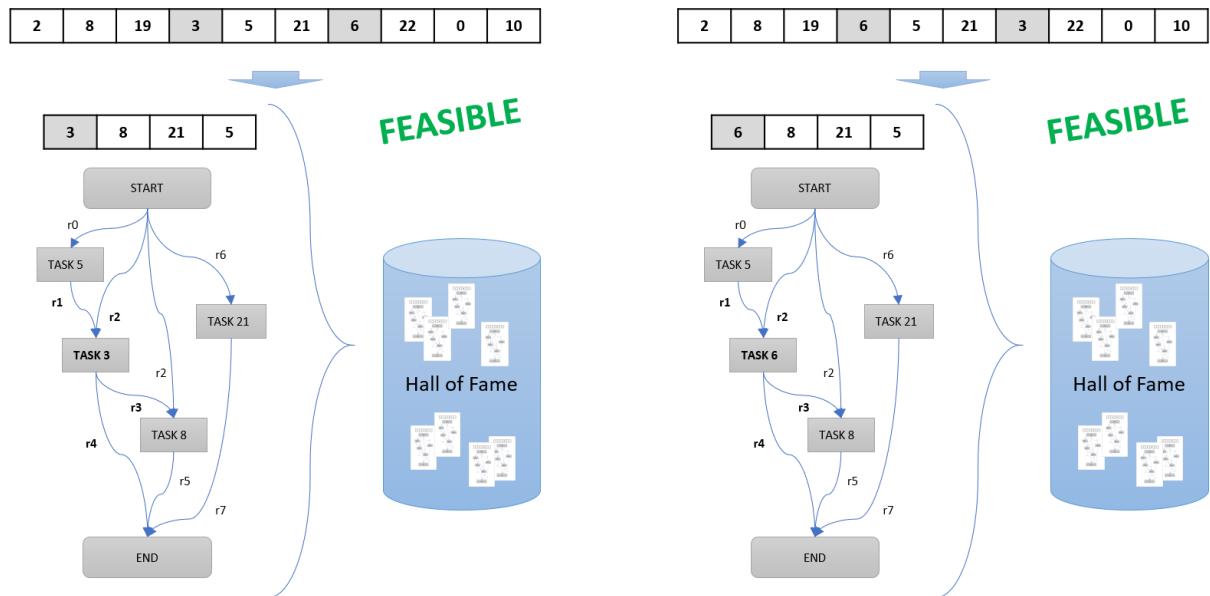 2 8 19 3 5 21 6 22 0 10
FEASIBLE
3 8 21 5
START
r0
r6
TASK 5
r1
r2
TASK 21
TASK 3
r2
r3
TASK 8
r4
r5
r7
END
Hall of Fame
2 8 19 6 5 21 3 22 0 10
FEASIBLE
6 8 21 5
START
r0
r6
TASK 5
r1
r2
TASK 21
TASK 6
r2
r3
TASK 8
r4
r5
r7
END
Hall of Fame